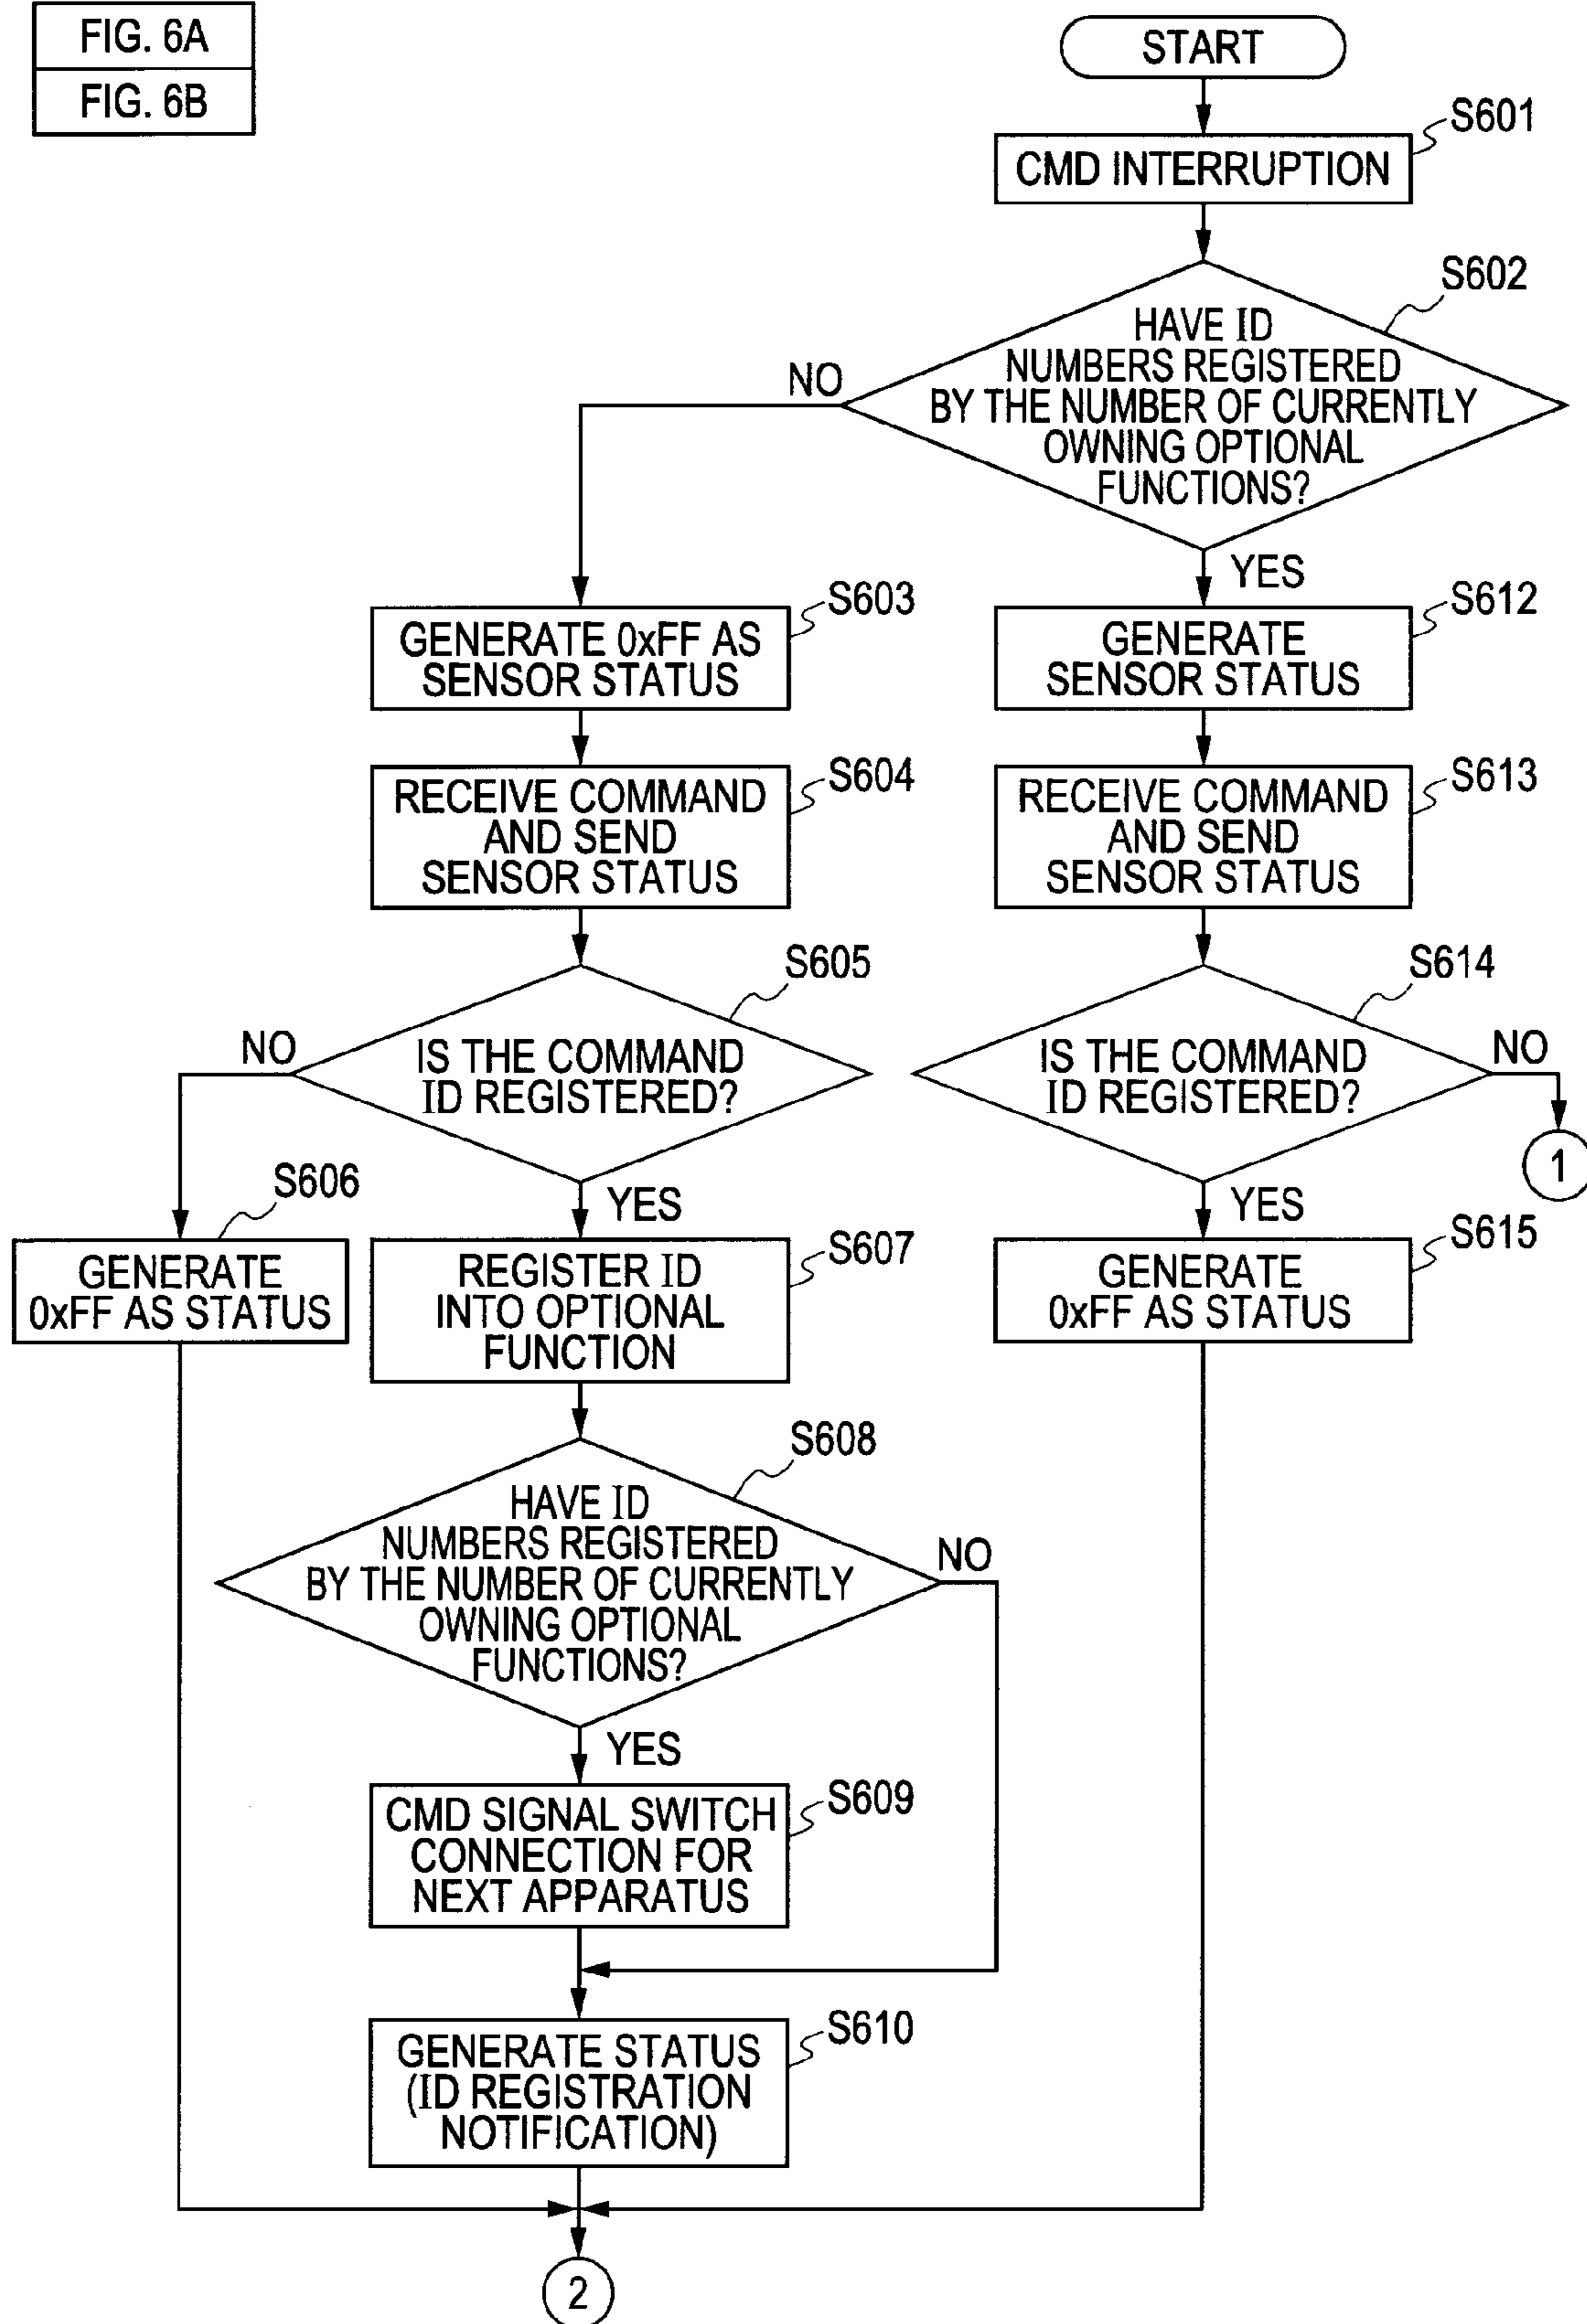 FIG. 6A
FIG. 6B
START
S601
CMD INTERRUPTION
S602
HAVE ID
NUMBERS REGISTERED
BY THE NUMBER OF CURRENTLY
OWNING OPTIONAL
FUNCTIONS?
NO
YES
S603
GENERATE 0xFF AS
SENSOR STATUS
S612
GENERATE
SENSOR STATUS
S604
RECEIVE COMMAND
AND SEND
SENSOR STATUS
S613
RECEIVE COMMAND
AND SEND
SENSOR STATUS
S605
IS THE COMMAND
ID REGISTERED?
NO
YES
S614
IS THE COMMAND
ID REGISTERED?
NO
1
YES
S606
GENERATE
0xFF AS STATUS
S607
REGISTER ID
INTO OPTIONAL
FUNCTION
S615
GENERATE
0xFF AS STATUS
S608
HAVE ID
NUMBERS REGISTERED
BY THE NUMBER OF CURRENTLY
OWNING OPTIONAL
FUNCTIONS?
NO
YES
S609
CMD SIGNAL SWITCH
CONNECTION FOR
NEXT APPARATUS
S610
GENERATE STATUS
(ID REGISTRATION
NOTIFICATION)
2